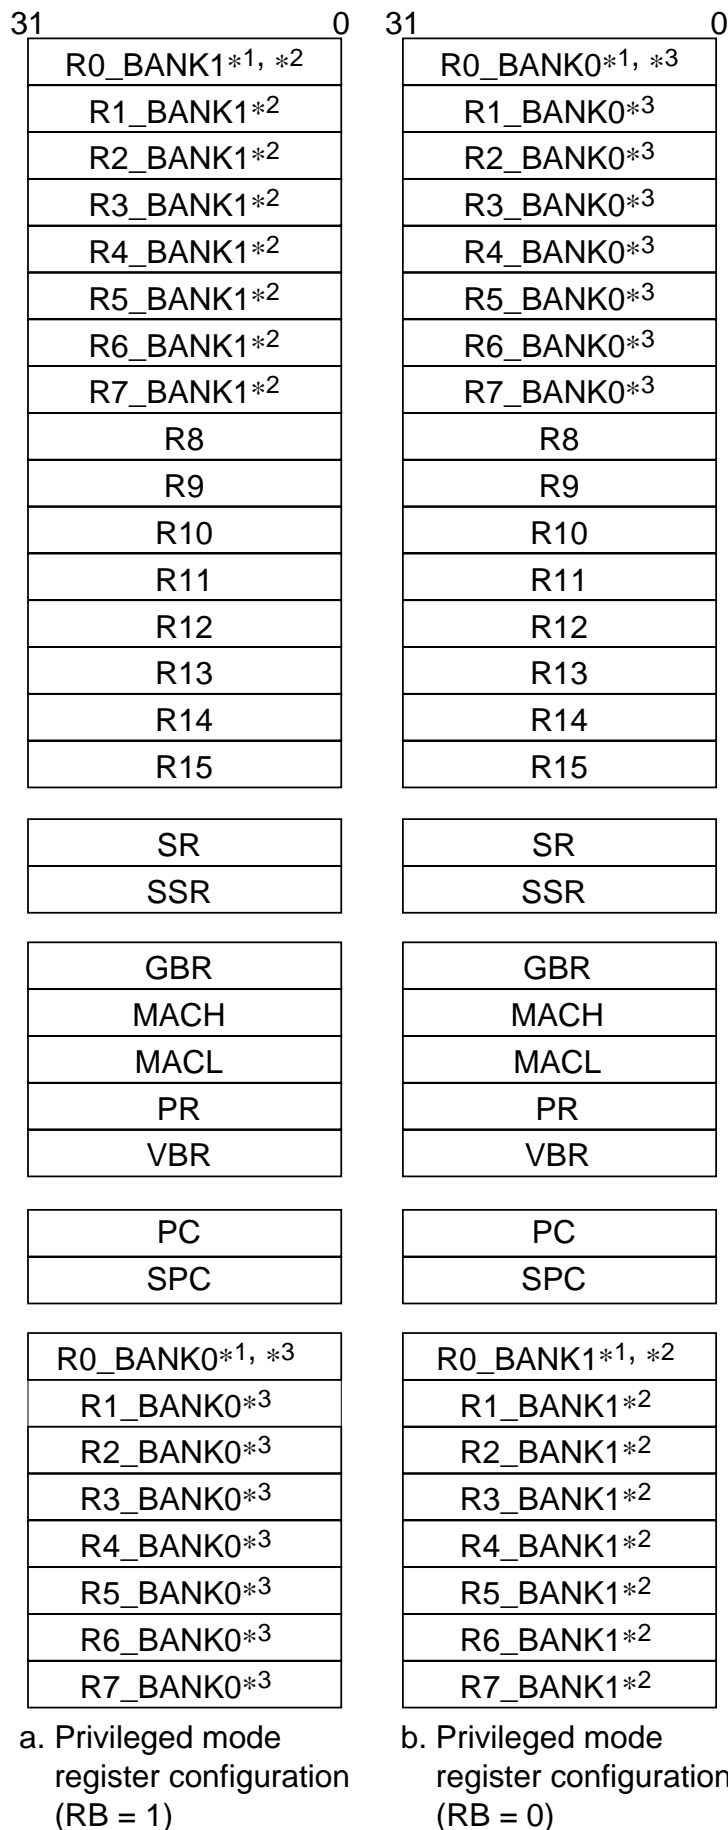 31 0
R0_BANK1*1, *2
R1_BANK1*2
R2_BANK1*2
R3_BANK1*2
R4_BANK1*2
R5_BANK1*2
R6_BANK1*2
R7_BANK1*2
R8
R9
R10
R11
R12
R13
R14
R15
SR
SSR
GBR
MACH
MACL
PR
VBR
PC
SPC
R0_BANK0*1, *3
R1_BANK0*3
R2_BANK0*3
R3_BANK0*3
R4_BANK0*3
R5_BANK0*3
R6_BANK0*3
R7_BANK0*3
a. Privileged mode
register configuration
(RB = 1)
31 0
R0_BANK0*1, *3
R1_BANK0*3
R2_BANK0*3
R3_BANK0*3
R4_BANK0*3
R5_BANK0*3
R6_BANK0*3
R7_BANK0*3
R8
R9
R10
R11
R12
R13
R14
R15
SR
SSR
GBR
MACH
MACL
PR
VBR
PC
SPC
R0_BANK1*1, *2
R1_BANK1*2
R2_BANK1*2
R3_BANK1*2
R4_BANK1*2
R5_BANK1*2
R6_BANK1*2
R7_BANK1*2
b. Privileged mode
register configuration
(RB = 0)